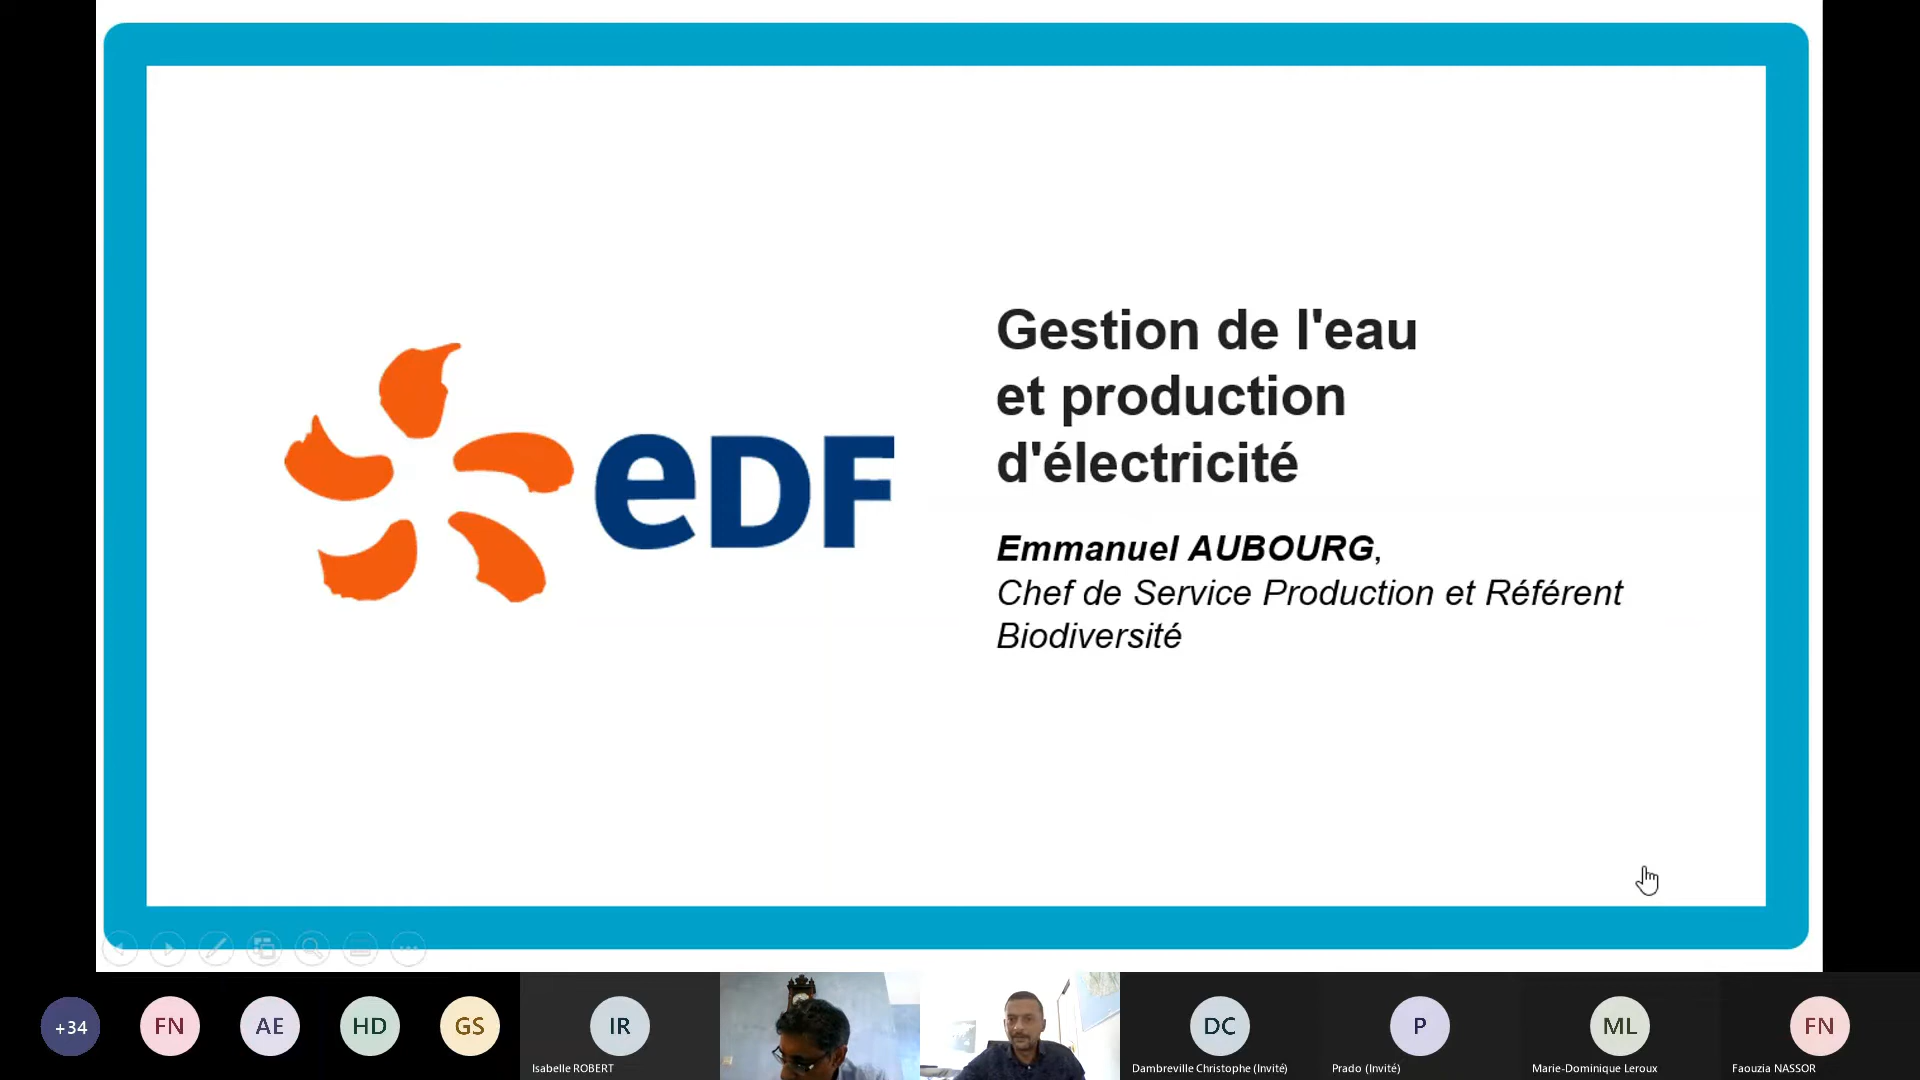 eDF
Gestion de l'eau
et production
d'électricité
Emmanuel AUBOURG,
Chef de Service Production et Référent
Biodiversité
+34
FN
AE
HD
GS
IR
Isabelle ROBERT
DC
Dambreville Christophe (Invité)
P
Prado (Invité)
ML
Marie-Dominique Leroux
FN
Faouzia NASSOR